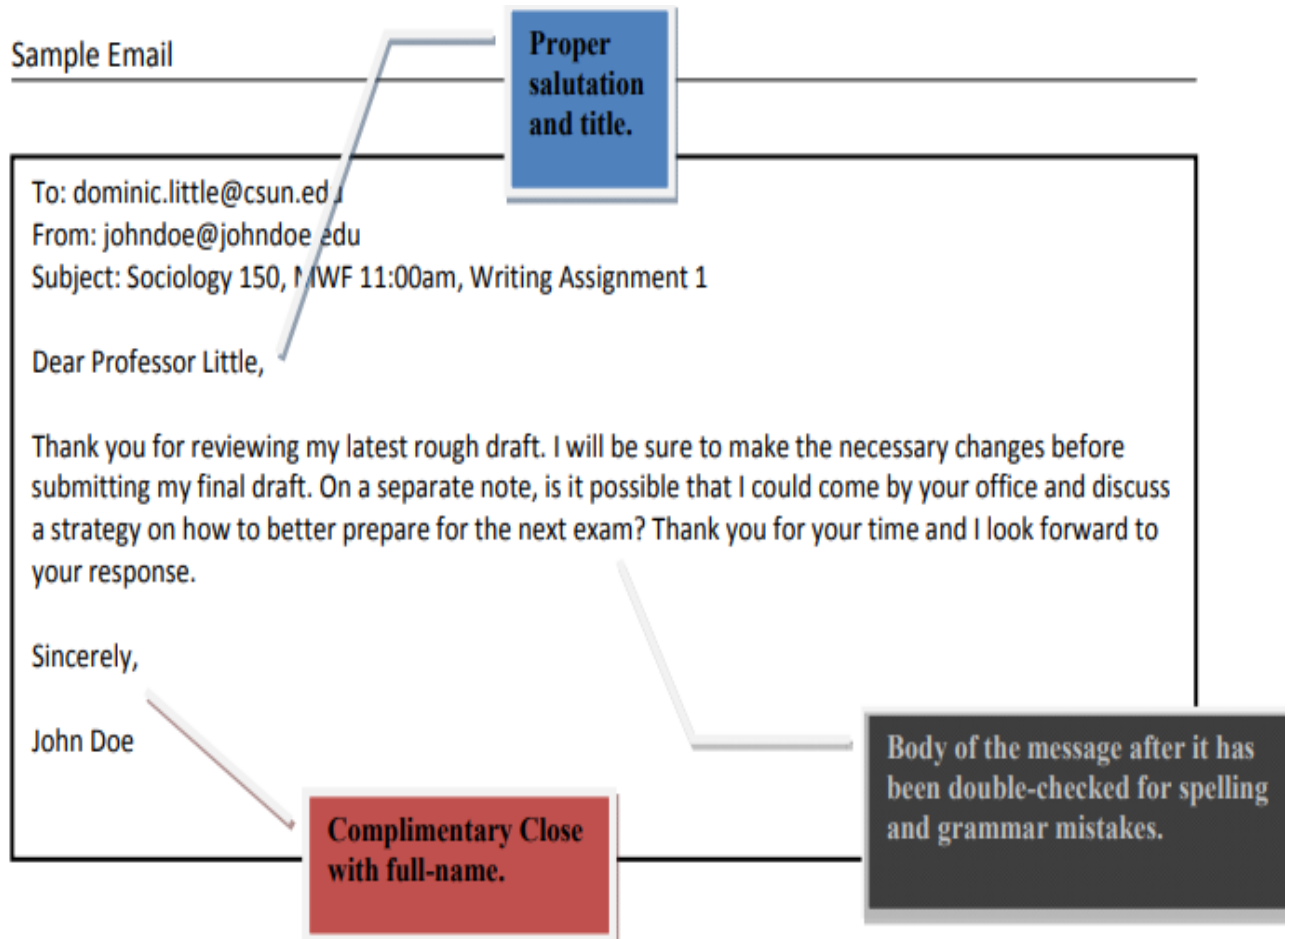 Sample Email
Proper
salutation
and title.
To: dominic.little@csun.edu
From: johndoe@johndoe.edu
Subject: Sociology 150, MWF 11:00am, Writing Assignment 1
Dear Professor Little,
Thank you for reviewing my latest rough draft. I will be sure to make the necessary changes before
submitting my final draft. On a separate note, is it possible that I could come by your office and discuss
a strategy on how to better prepare for the next exam? Thank you for your time and I look forward to
your response.
Sincerely,
John Doe
Complimentary Close
with full-name.
Body of the message after it has
been double-checked for spelling
and grammar mistakes.